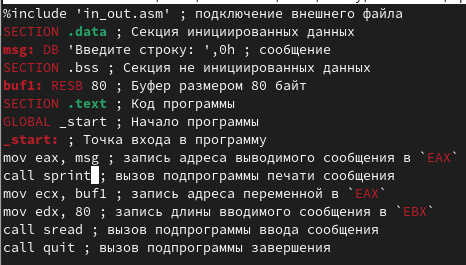 %include 'in_out.asm' ; подключение внешнего файла
SECTION .data ; Секция инициированных данных
msg: DB 'Введите строку: ',0h ; сообщение
SECTION .bss ; Секция не инициированных данных
buf1: RESB 80 ; Буфер размером 80 байт
SECTION .text ; Код программы
GLOBAL _start ; Начало программы
_start: ; Точка входа в программу
mov eax, msg ; запись адреса выводимого сообщения в `EAX`
call sprint ; вызов подпрограммы печати сообщения
mov ecx, buf1 ; запись адреса переменной в `EAX`
mov edx, 80 ; запись длины вводимого сообщения в `EBX`
call sread ; вызов подпрограммы ввода сообщения
call quit ; вызов подпрограммы завершения